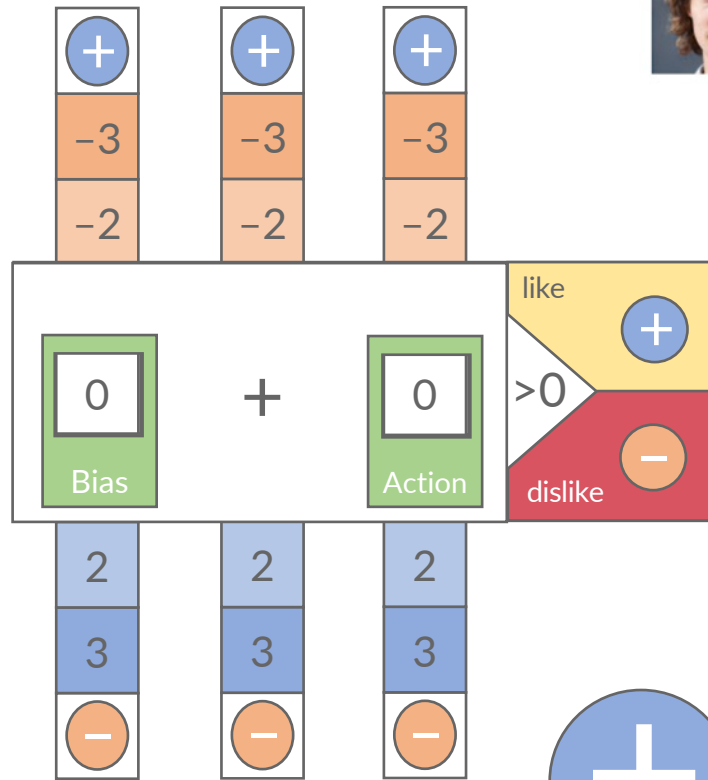 + + +
−3 −3 −3
−2 −2 −2
like
+
0 + 0 >0
−
Bias Action dislike
2 2 2
3 3 3
− − −
+